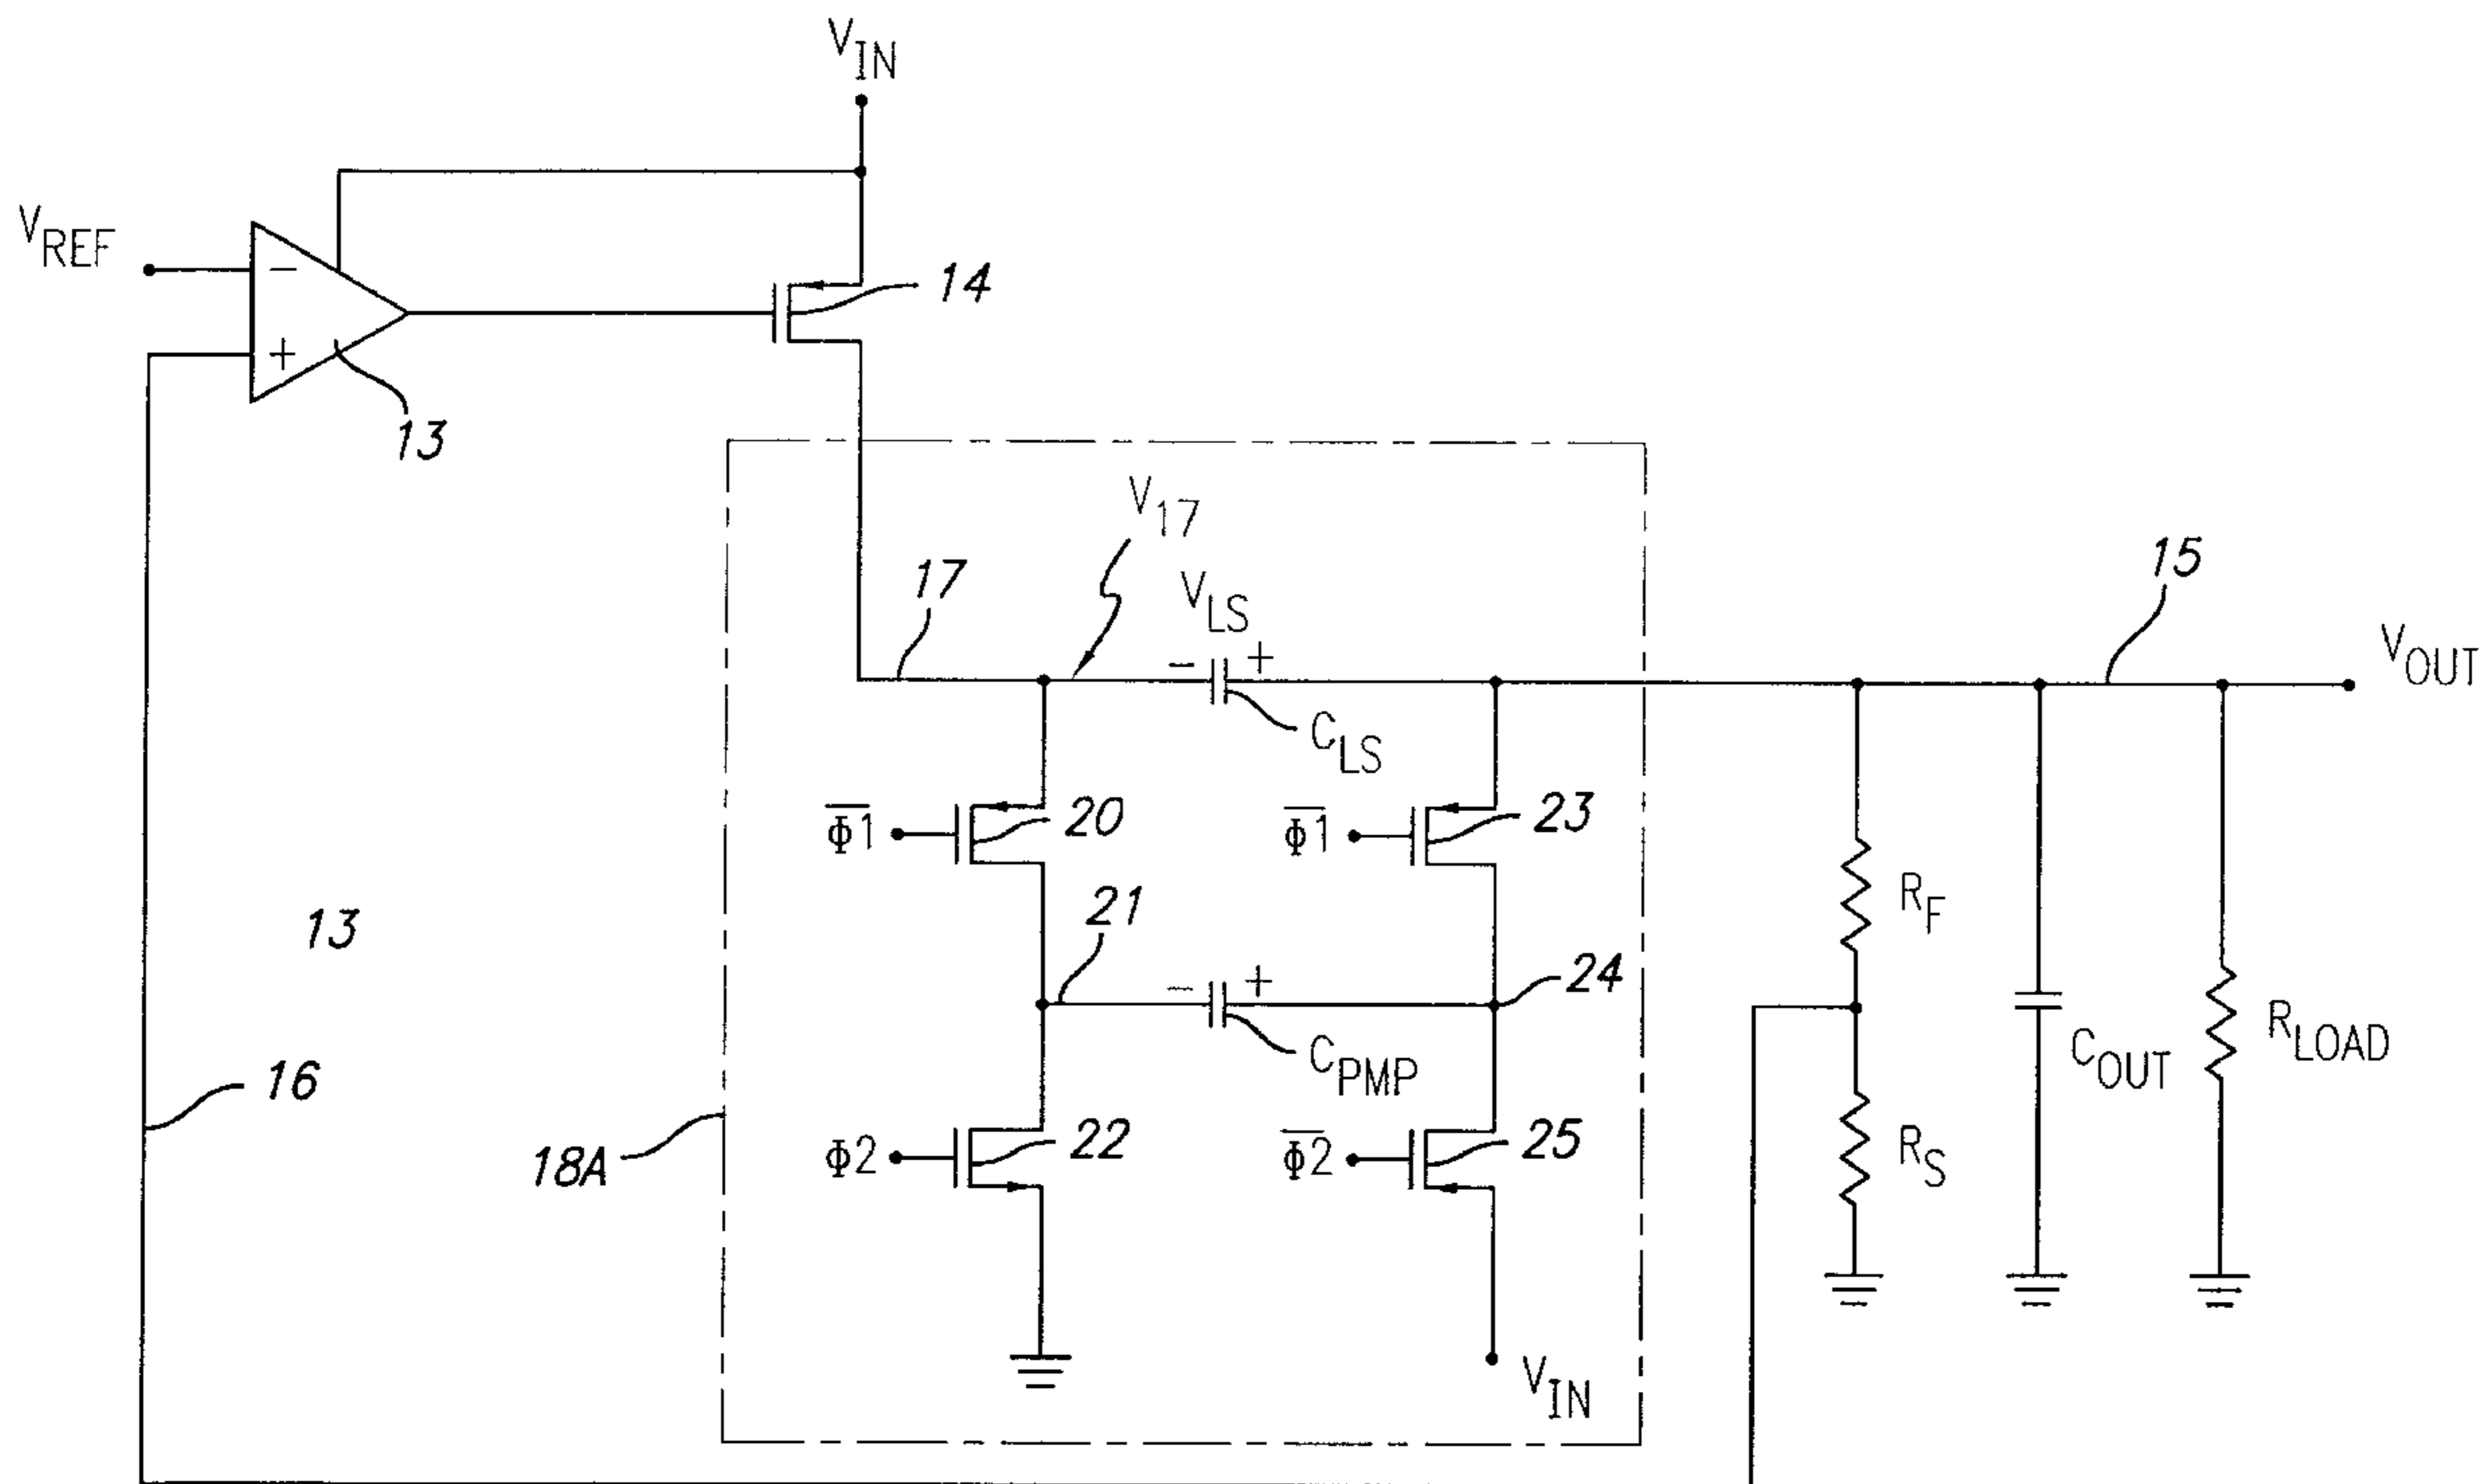 V_IN
V_REF
−
+
13
14
V_17
17
V_LS
− +
C_LS
15
V_OUT
Φ̅1̅
20
Φ̅1̅
23
R_F
13
21
24
− +
C_PMP
C_OUT
R_LOAD
16
18A
Φ2
22
Φ̅2̅
25
R_S
V_IN